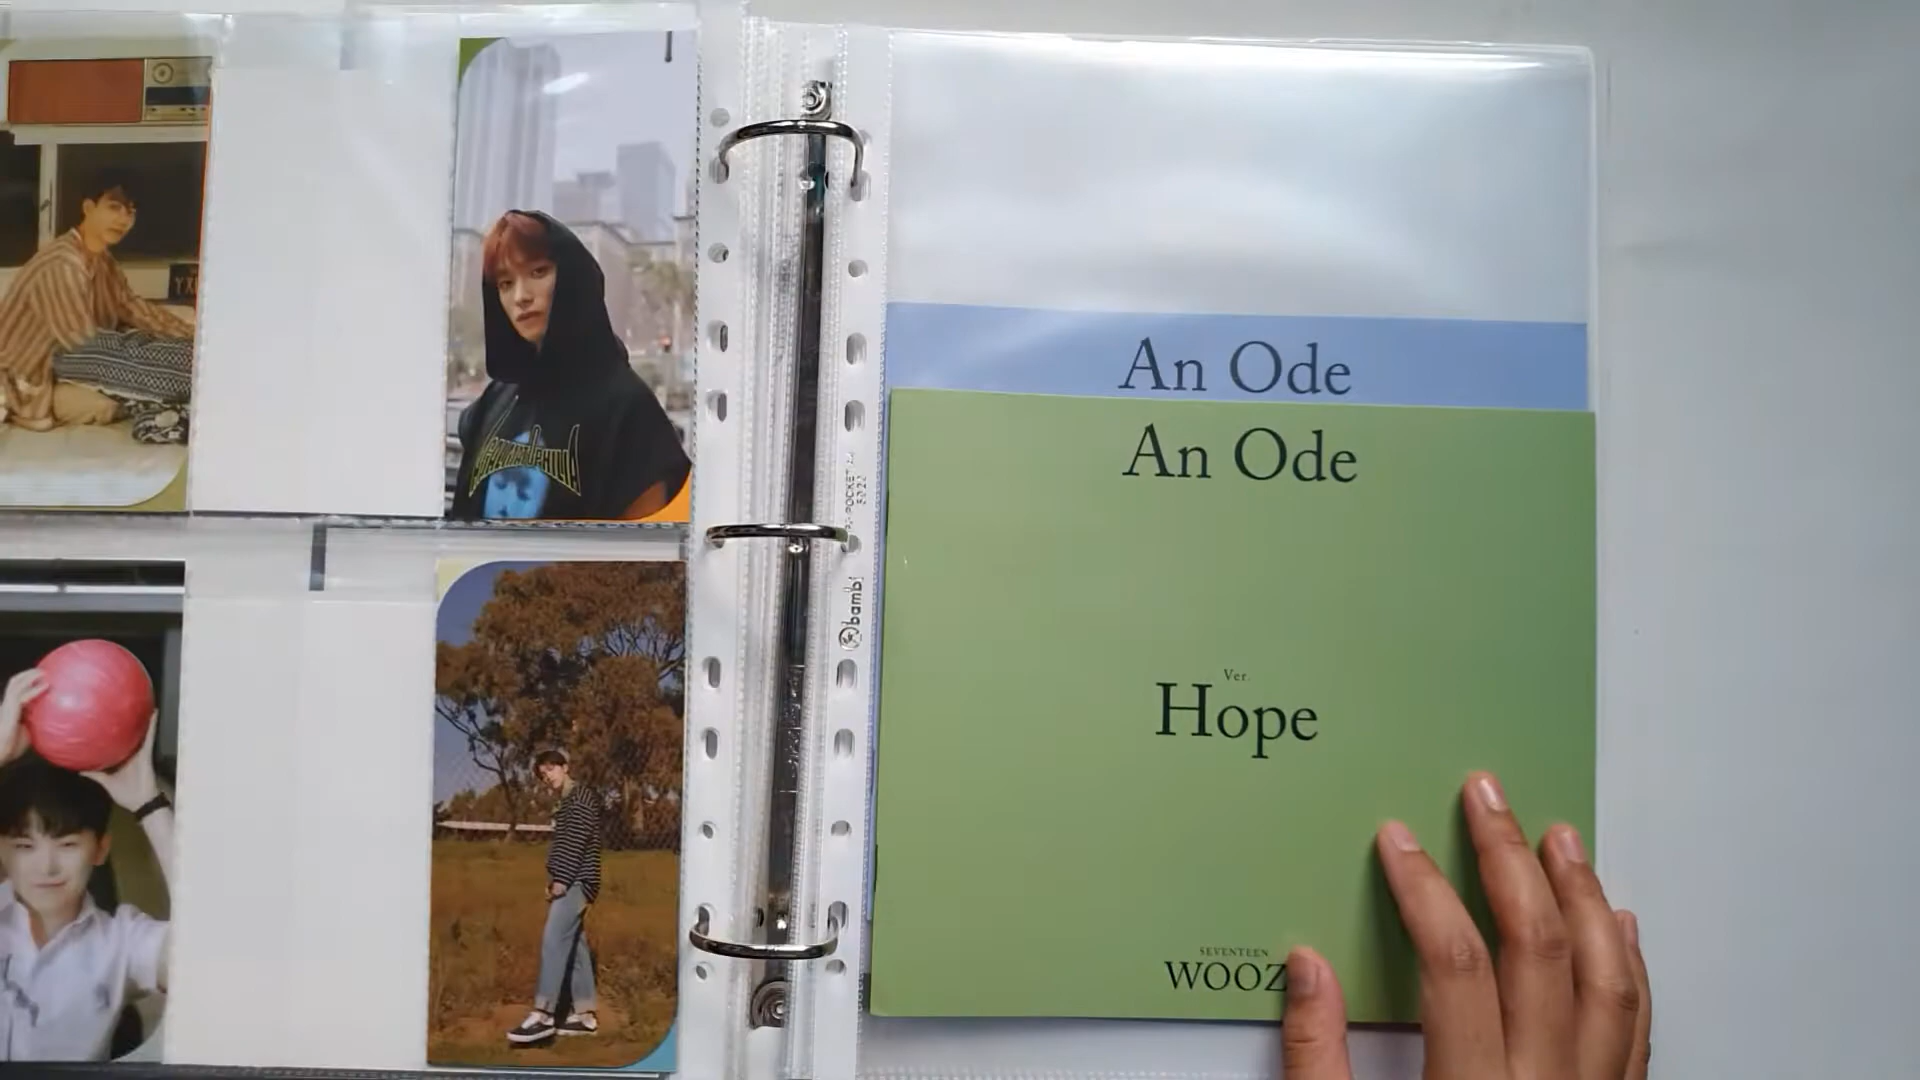 An Ode
An Ode
Ver.
Hope
SEVENTEEN
WOOZ
bambi